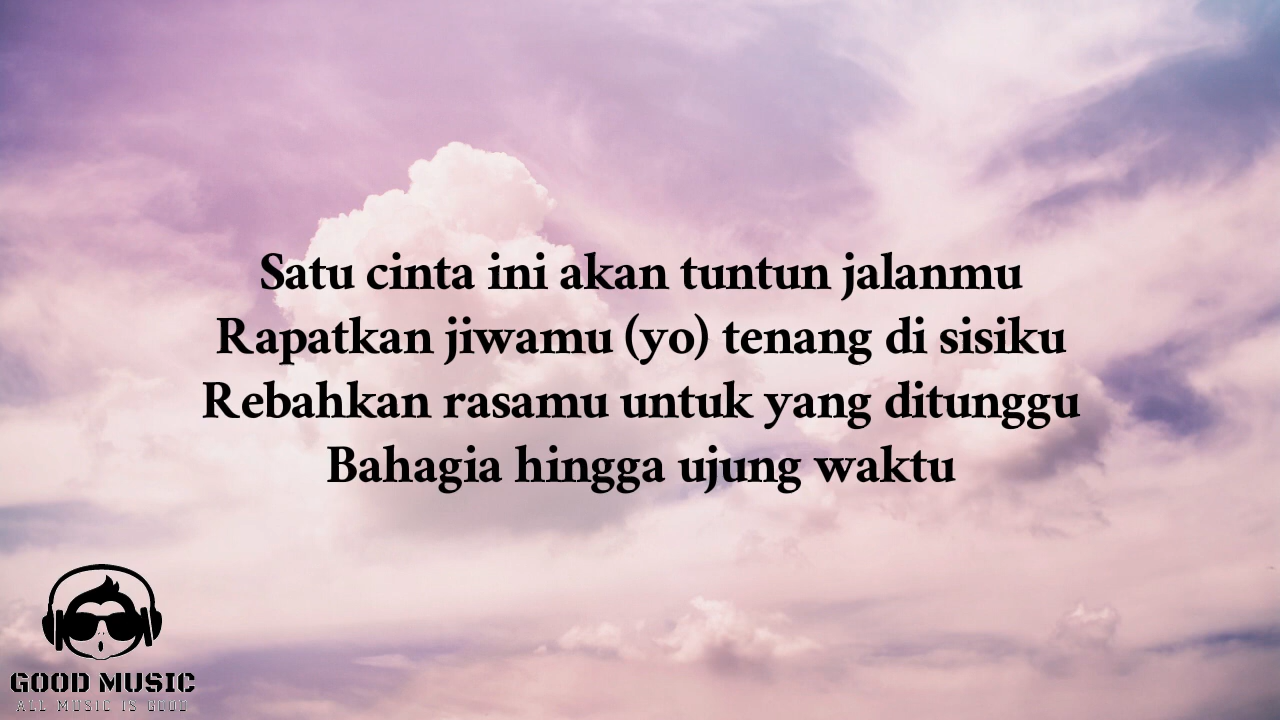 Satu cinta ini akan tuntun jalanmu
Rapatkan jiwamu (yo) tenang di sisiku
Rebahkan rasamu untuk yang ditunggu
Bahagia hingga ujung waktu
GOOD MUSIC
ALL MUSIC IS GOOD